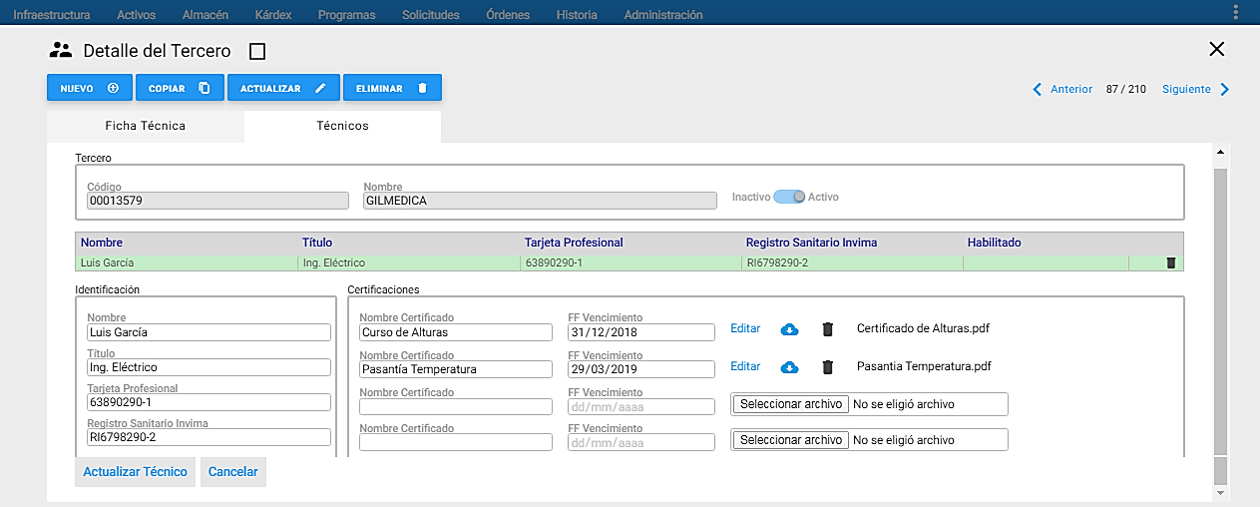 Infraestructura Activos Almacén Kárdex Programas Solicitudes Órdenes Historia Administración
Detalle del Tercero
NUEVO COPIAR ACTUALIZAR ELIMINAR
Anterior 87 / 210 Siguiente
Ficha Técnica Técnicos
Tercero
Código Nombre
00013579 GILMEDICA Inactivo Activo
Nombre Título Tarjeta Profesional Registro Sanitario Invima Habilitado
Luis García Ing. Eléctrico 63890290-1 RI6798290-2
Identificación Certificaciones
Nombre Nombre Certificado FF Vencimiento
Luis García Curso de Alturas 31/12/2018 Editar Certificado de Alturas.pdf
Título Nombre Certificado FF Vencimiento
Ing. Eléctrico Pasantía Temperatura 29/03/2019 Editar Pasantia Temperatura.pdf
Tarjeta Profesional Nombre Certificado FF Vencimiento
63890290-1 dd/mm/aaaa Seleccionar archivo No se eligió archivo
Registro Sanitario Invima Nombre Certificado FF Vencimiento
RI6798290-2 dd/mm/aaaa Seleccionar archivo No se eligió archivo
Actualizar Técnico Cancelar